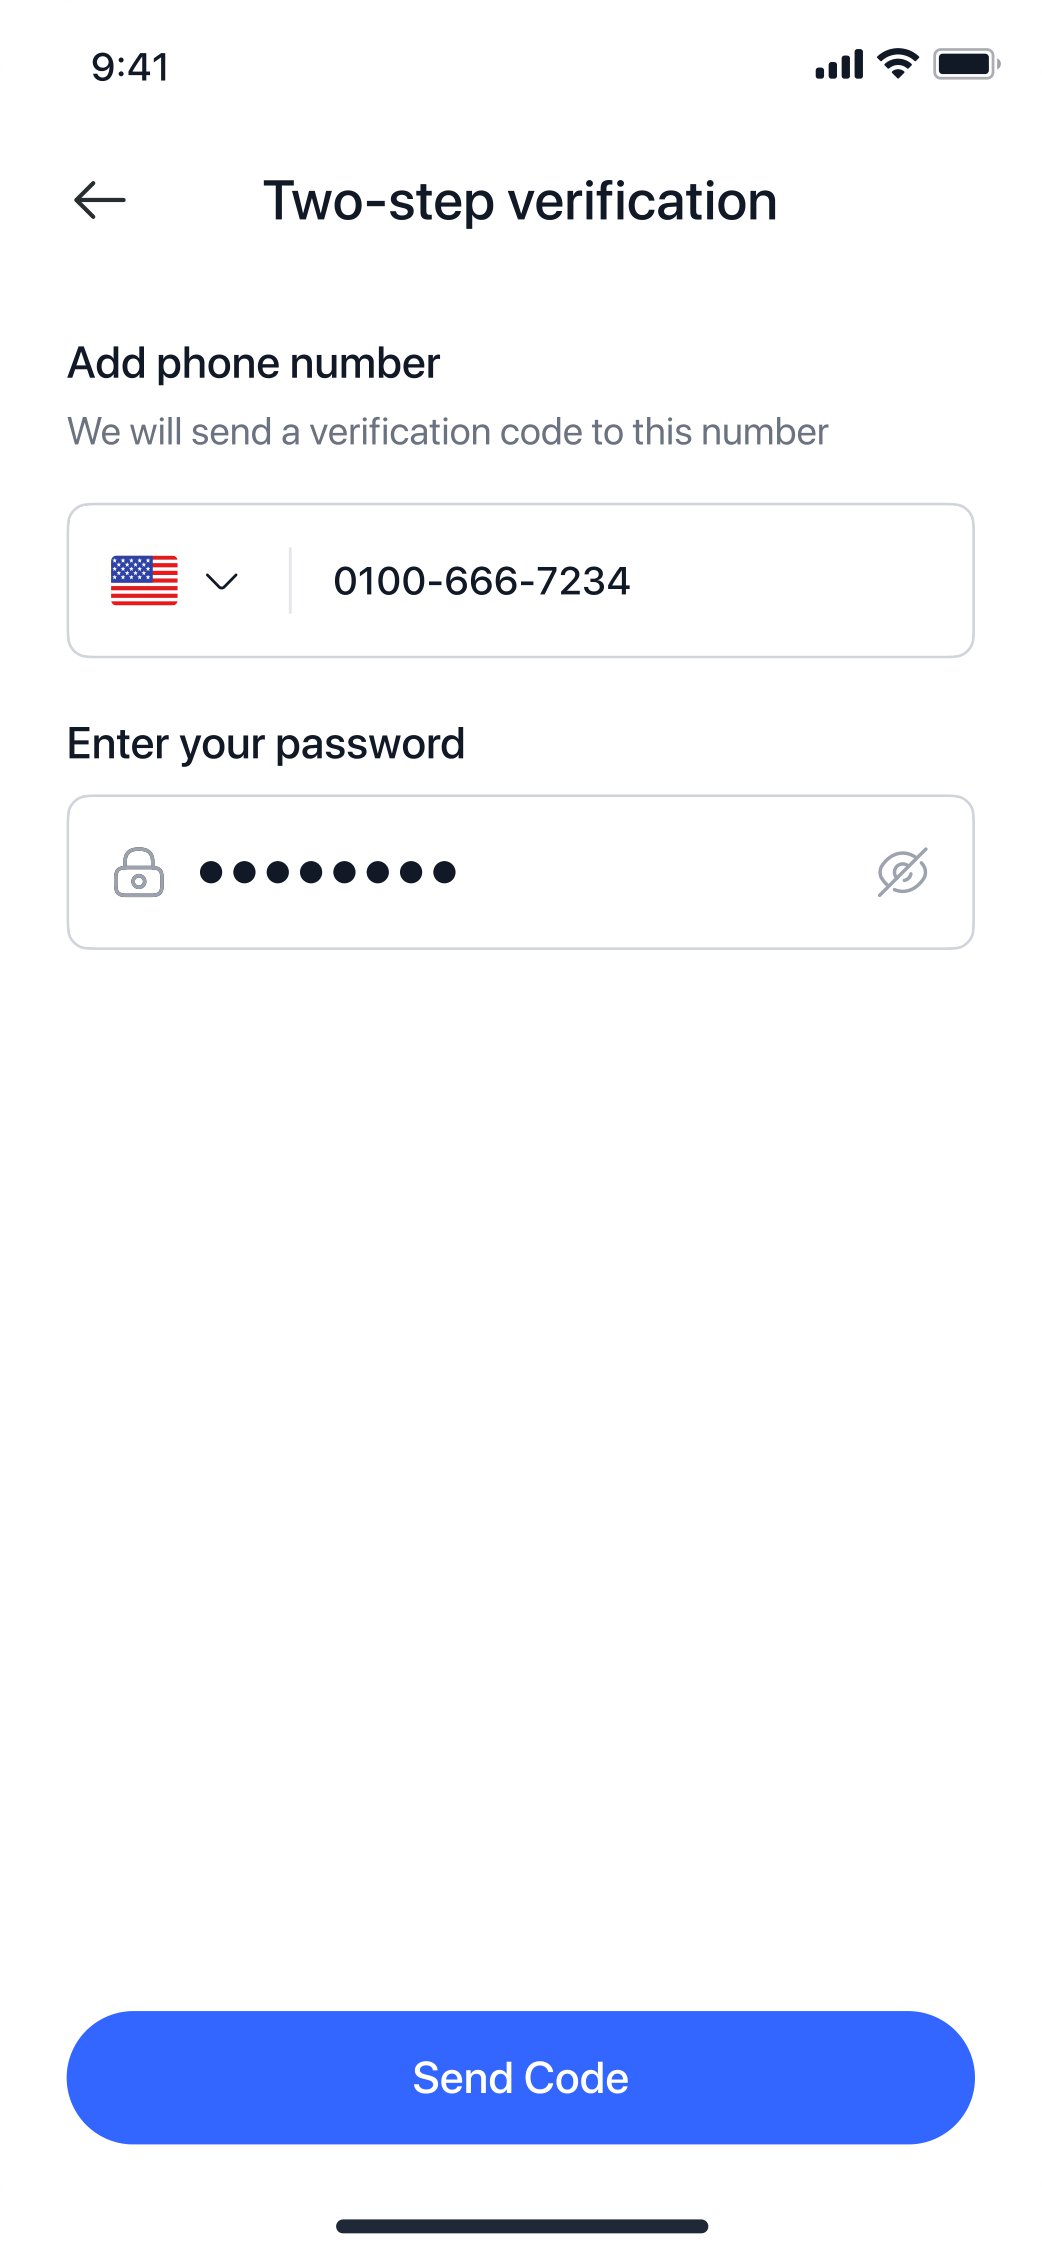 9:41
Two-step verification
Add phone number
We will send a verification code to this number
0100-666-7234
Enter your password
Send Code